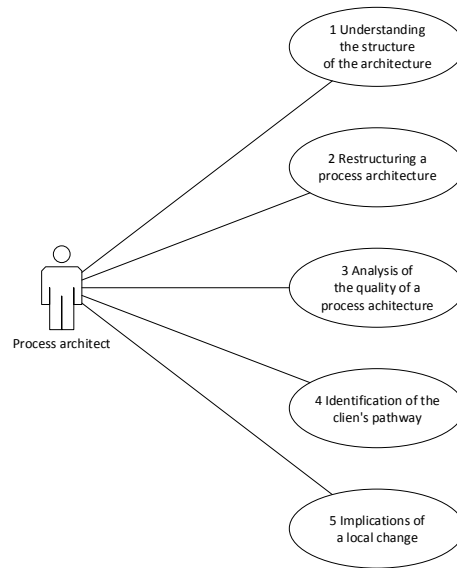 1 Understanding
the structure
of the architecture
2 Restructuring a
process architecture
3 Analysis of
the quality of a
process achitecture
Process architect
4 Identification of the
clien's pathway
5 Implications of
a local change